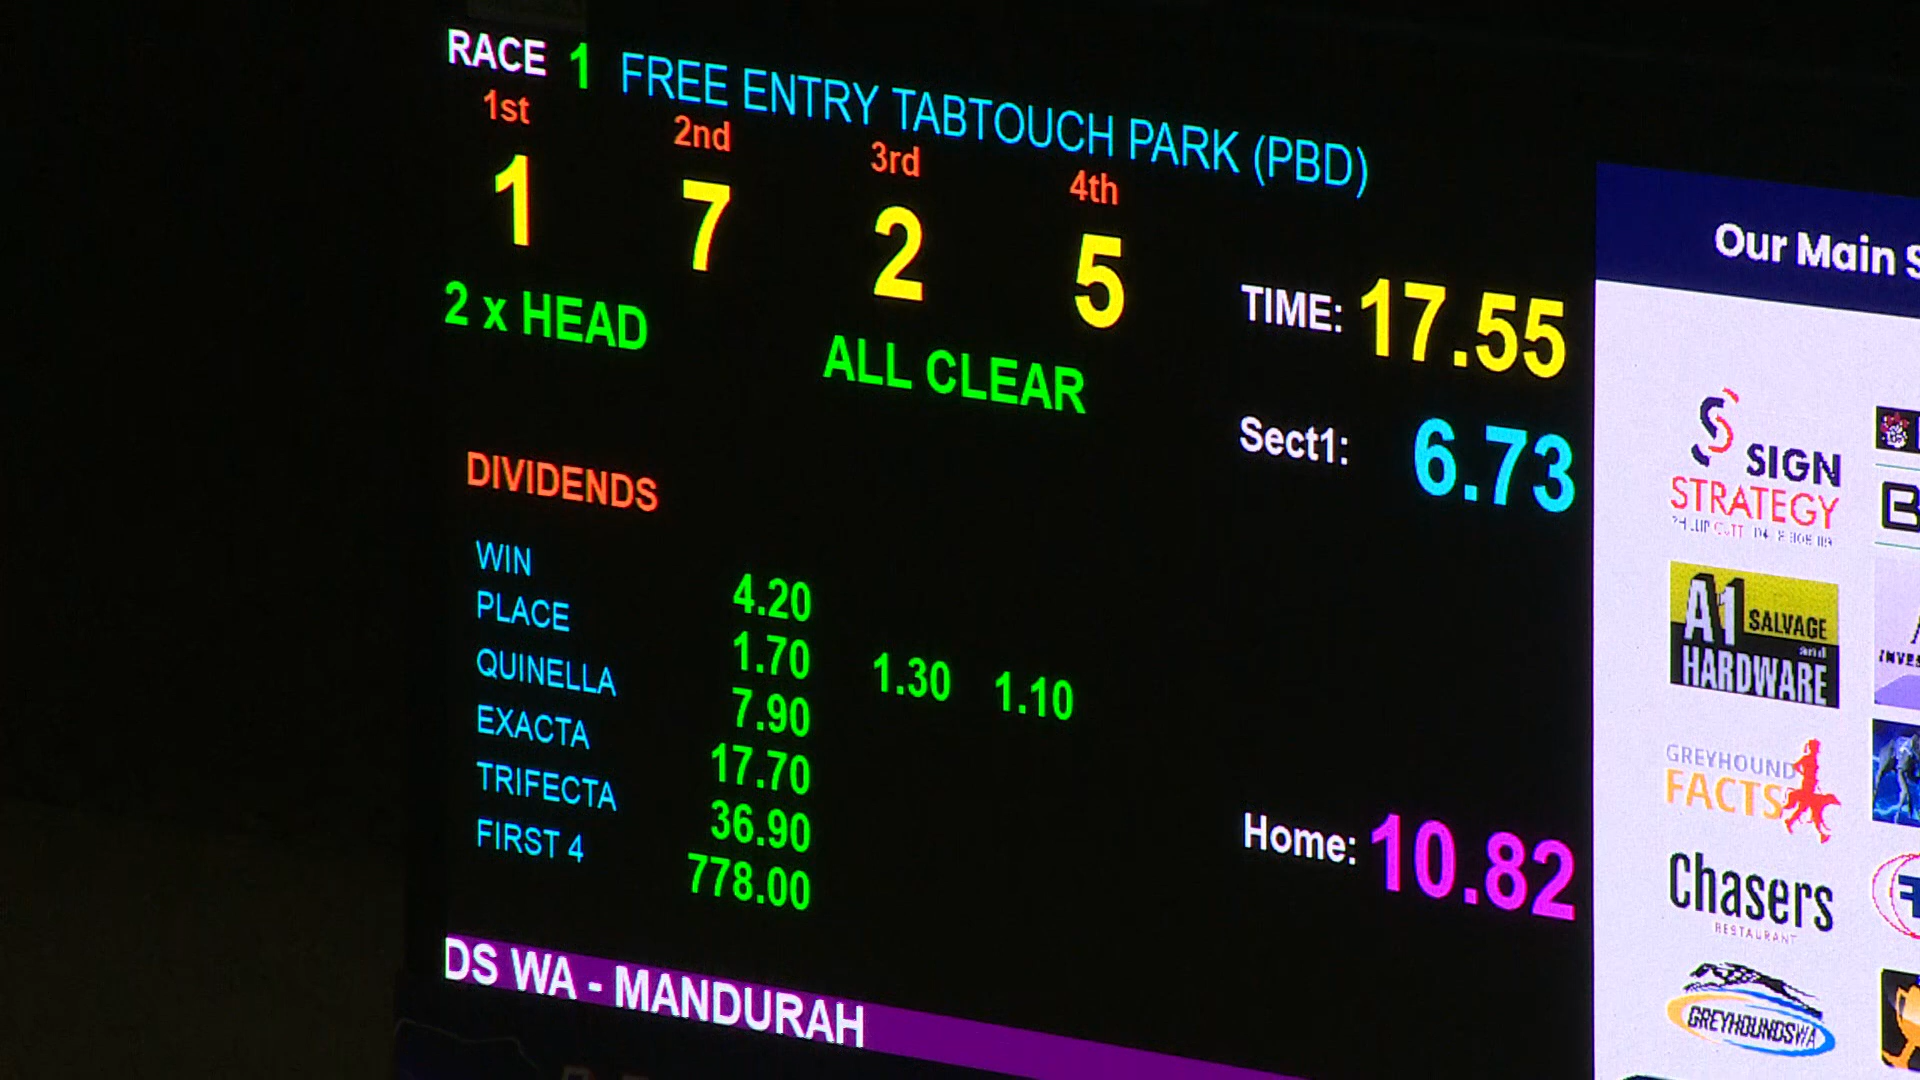 RACE 1 FREE ENTRY TABTOUCH PARK (PBD)
1st 2nd 3rd 4th
1 7 2 5
2 x HEAD
ALL CLEAR
TIME: 17.55
Sect1: 6.73
DIVIDENDS
WIN 4.20
PLACE 1.70 1.30 1.10
QUINELLA 7.90
EXACTA 17.70
TRIFECTA 36.90
FIRST 4 778.00
Home: 10.82
DS WA - MANDURAH
Our Main S
SIGN
STRATEGY
A1 SALVAGE
and
HARDWARE
INVES
GREYHOUND
FACTS
Chasers
RESTAURANT
GREYHOUNDSWA